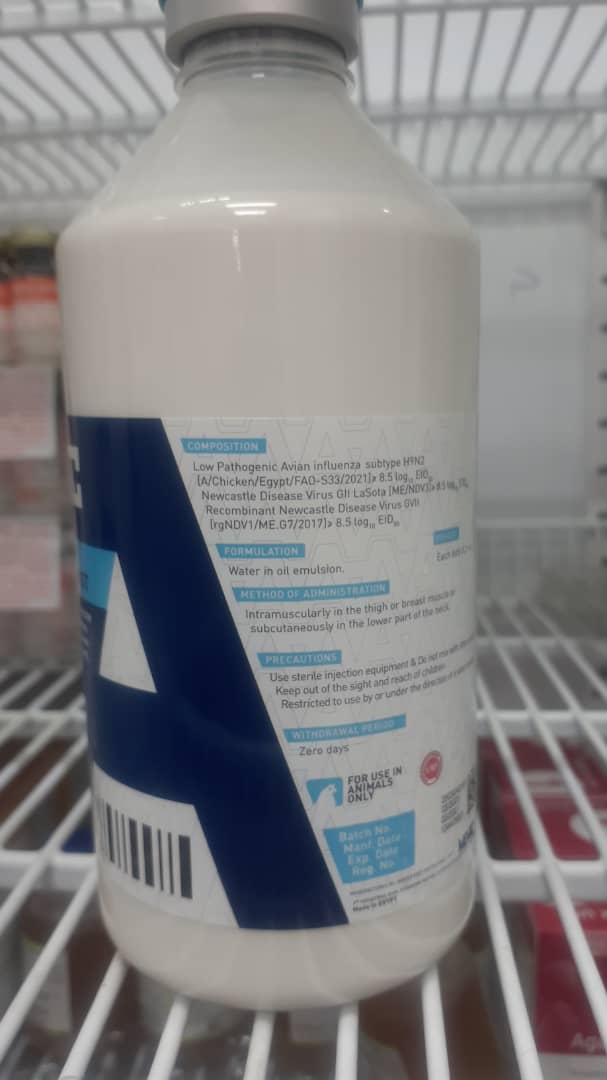 COMPOSITION
Low Pathogenic Avian influenza subtype H9N2
[A/Chicken/Egypt/FAO-S33/2021]≥ 8.5 log₁₀ EID₅₀
Newcastle Disease Virus GII LaSota [ME/NDV3]≥ 8.5 log₁₀ EID₅₀
Recombinant Newcastle Disease Virus GVII
[rgNDV1/ME.G7/2017]≥ 8.5 log₁₀ EID₅₀
FORMULATION
Water in oil emulsion.
Each
METHOD OF ADMINISTRATION
Intramuscularly in the thigh or breast muscle or
subcutaneously in the lower part of the neck.
PRECAUTIONS
Use sterile injection equipment & Do not mix with
Keep out of the sight and reach of children
Restricted to use by or under the direction of
WITHDRAWAL PERIOD
Zero days
FOR USE IN
ANIMALS
ONLY
Batch No.
Manf. Date
Exp. Date
Reg. No.
Made in EGYPT
E
A